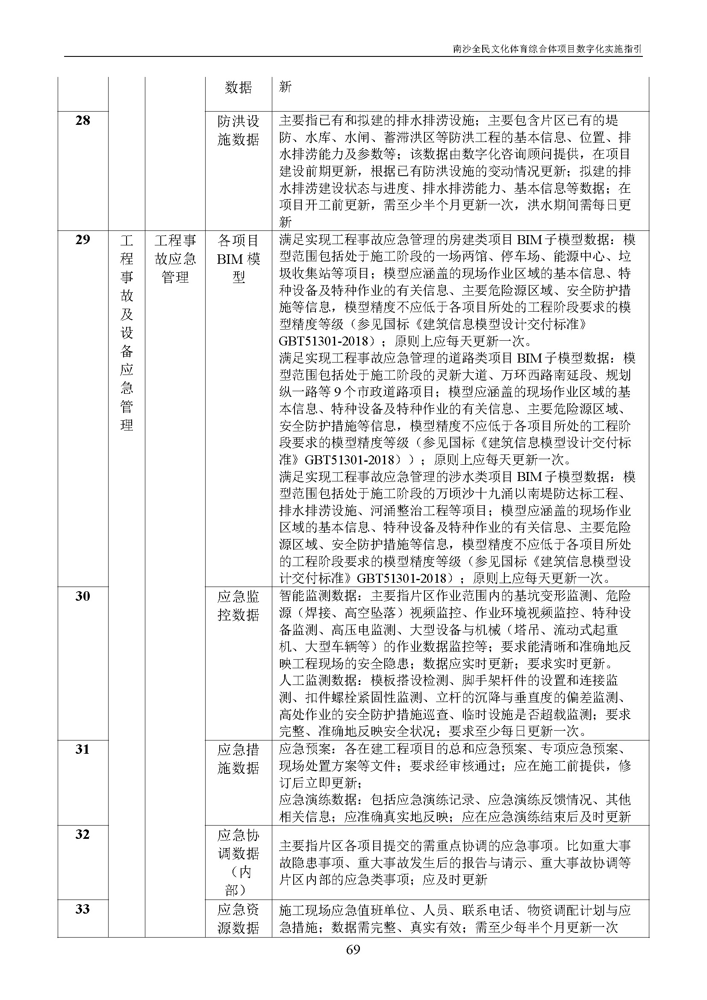 南沙全民文化体育综合体项目数字化实施指引
数据
新
28
防洪设
施数据
主要指已有和拟建的排水排涝设施；主要包含片区已有的堤
防、水库、水闸、蓄滞洪区等防洪工程的基本信息、位置、排
水排涝能力及参数等；该数据由数字化咨询顾问提供，在项目
建设前期更新，根据已有防洪设施的变动情况更新；拟建的排
水排涝建设状态与进度、排水排涝能力、基本信息等数据；在
项目开工前更新，需至少半个月更新一次，洪水期间需每日更
新
29
工
程
事
故
及
设
备
应
急
管
理
工程事
故应急
管理
各项目
BIM 模
型
满足实现工程事故应急管理的房建类项目 BIM 子模型数据：模
型范围包括处于施工阶段的一场两馆、停车场、能源中心、垃
圾收集站等项目；模型应涵盖的现场作业区域的基本信息、特
种设备及特种作业的有关信息、主要危险源区域、安全防护措
施等信息，模型精度不应低于各项目所处的工程阶段要求的模
型精度等级（参见国标《建筑信息模型设计交付标准》
GBT51301-2018）；原则上应每天更新一次。
满足实现工程事故应急管理的道路类项目 BIM 子模型数据：模
型范围包括处于施工阶段的灵新大道、万环西路南延段、规划
纵一路等 9 个市政道路项目；模型应涵盖的现场作业区域的基
本信息、特种设备及特种作业的有关信息、主要危险源区域、
安全防护措施等信息，模型精度不应低于各项目所处的工程阶
段要求的模型精度等级（参见国标《建筑信息模型设计交付标
准》GBT51301-2018））；原则上应每天更新一次。
满足实现工程事故应急管理的涉水类项目 BIM 子模型数据：模
型范围包括处于施工阶段的万顷沙十九涌以南堤防达标工程、
排水排涝设施、河涌整治工程等项目；模型应涵盖的现场作业
区域的基本信息、特种设备及特种作业的有关信息、主要危险
源区域、安全防护措施等信息，模型精度不应低于各项目所处
的工程阶段要求的模型精度等级（参见国标《建筑信息模型设
计交付标准》GBT51301-2018）；原则上应每天更新一次。
30
应急监
控数据
智能监测数据：主要指片区作业范围内的基坑变形监测、危险
源（焊接、高空坠落）视频监控、作业环境视频监控、特种设
备监测、高压电监测、大型设备与机械（塔吊、流动式起重
机、大型车辆等）的作业数据监控等；要求能清晰和准确地反
映工程现场的安全隐患；数据应实时更新；要求实时更新。
人工监测数据：模板搭设检测、脚手架杆件的设置和连接监
测、扣件螺栓紧固性监测、立杆的沉降与垂直度的偏差监测、
高处作业的安全防护措施巡查、临时设施是否超载监测；要求
完整、准确地反映安全状况；要求至少每日更新一次。
31
应急措
施数据
应急预案：各在建工程项目的总和应急预案、专项应急预案、
现场处置方案等文件；要求经审核通过；应在施工前提供，修
订后立即更新；
应急演练数据：包括应急演练记录、应急演练反馈情况、其他
相关信息；应准确真实地反映；应在应急演练结束后及时更新
32
应急协
调数据
（内
部）
主要指片区各项目提交的需重点协调的应急事项。比如重大事
故隐患事项、重大事故发生后的报告与请示、重大事故协调等
片区内部的应急类事项；应及时更新
33
应急资
源数据
施工现场应急值班单位、人员、联系电话、物资调配计划与应
急措施；数据需完整、真实有效；需至少每半个月更新一次
69